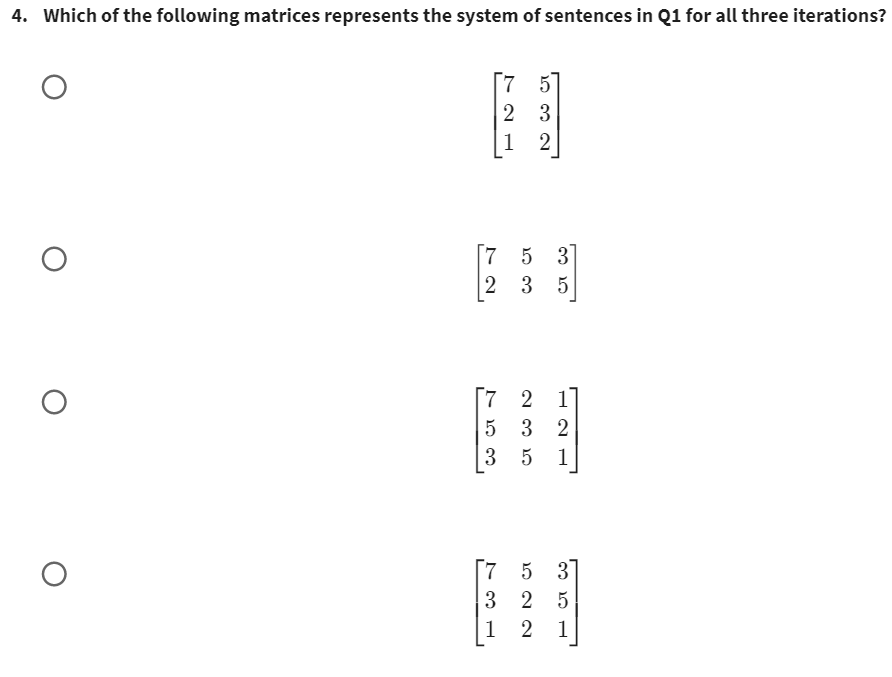 4. Which of the following matrices represents the system of sentences in Q1 for all three iterations?
7 5
2 3
1 2
7 5 3
2 3 5
7 2 1
5 3 2
3 5 1
7 5 3
3 2 5
1 2 1